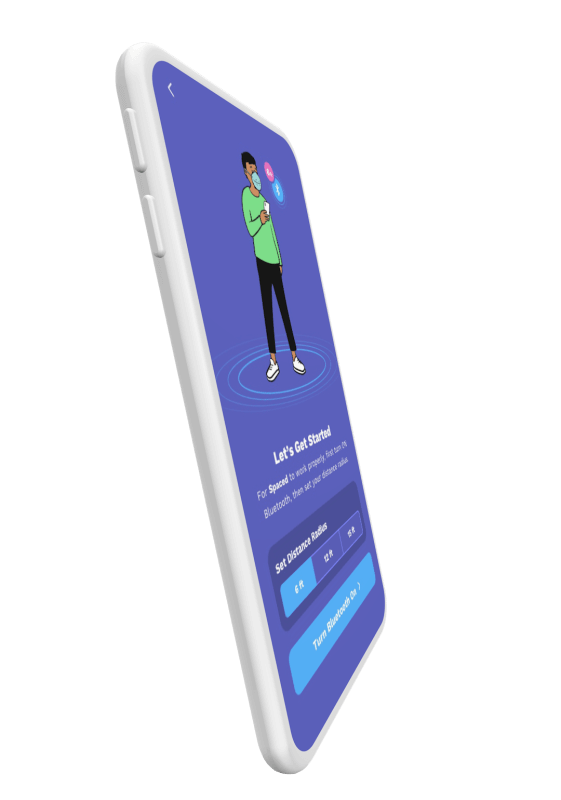 Let's Get Started
For Spaced to work properly, first turn on
Bluetooth, then set your distance radius.
Set Distance Radius
6 ft
12 ft
15 ft
Turn Bluetooth On